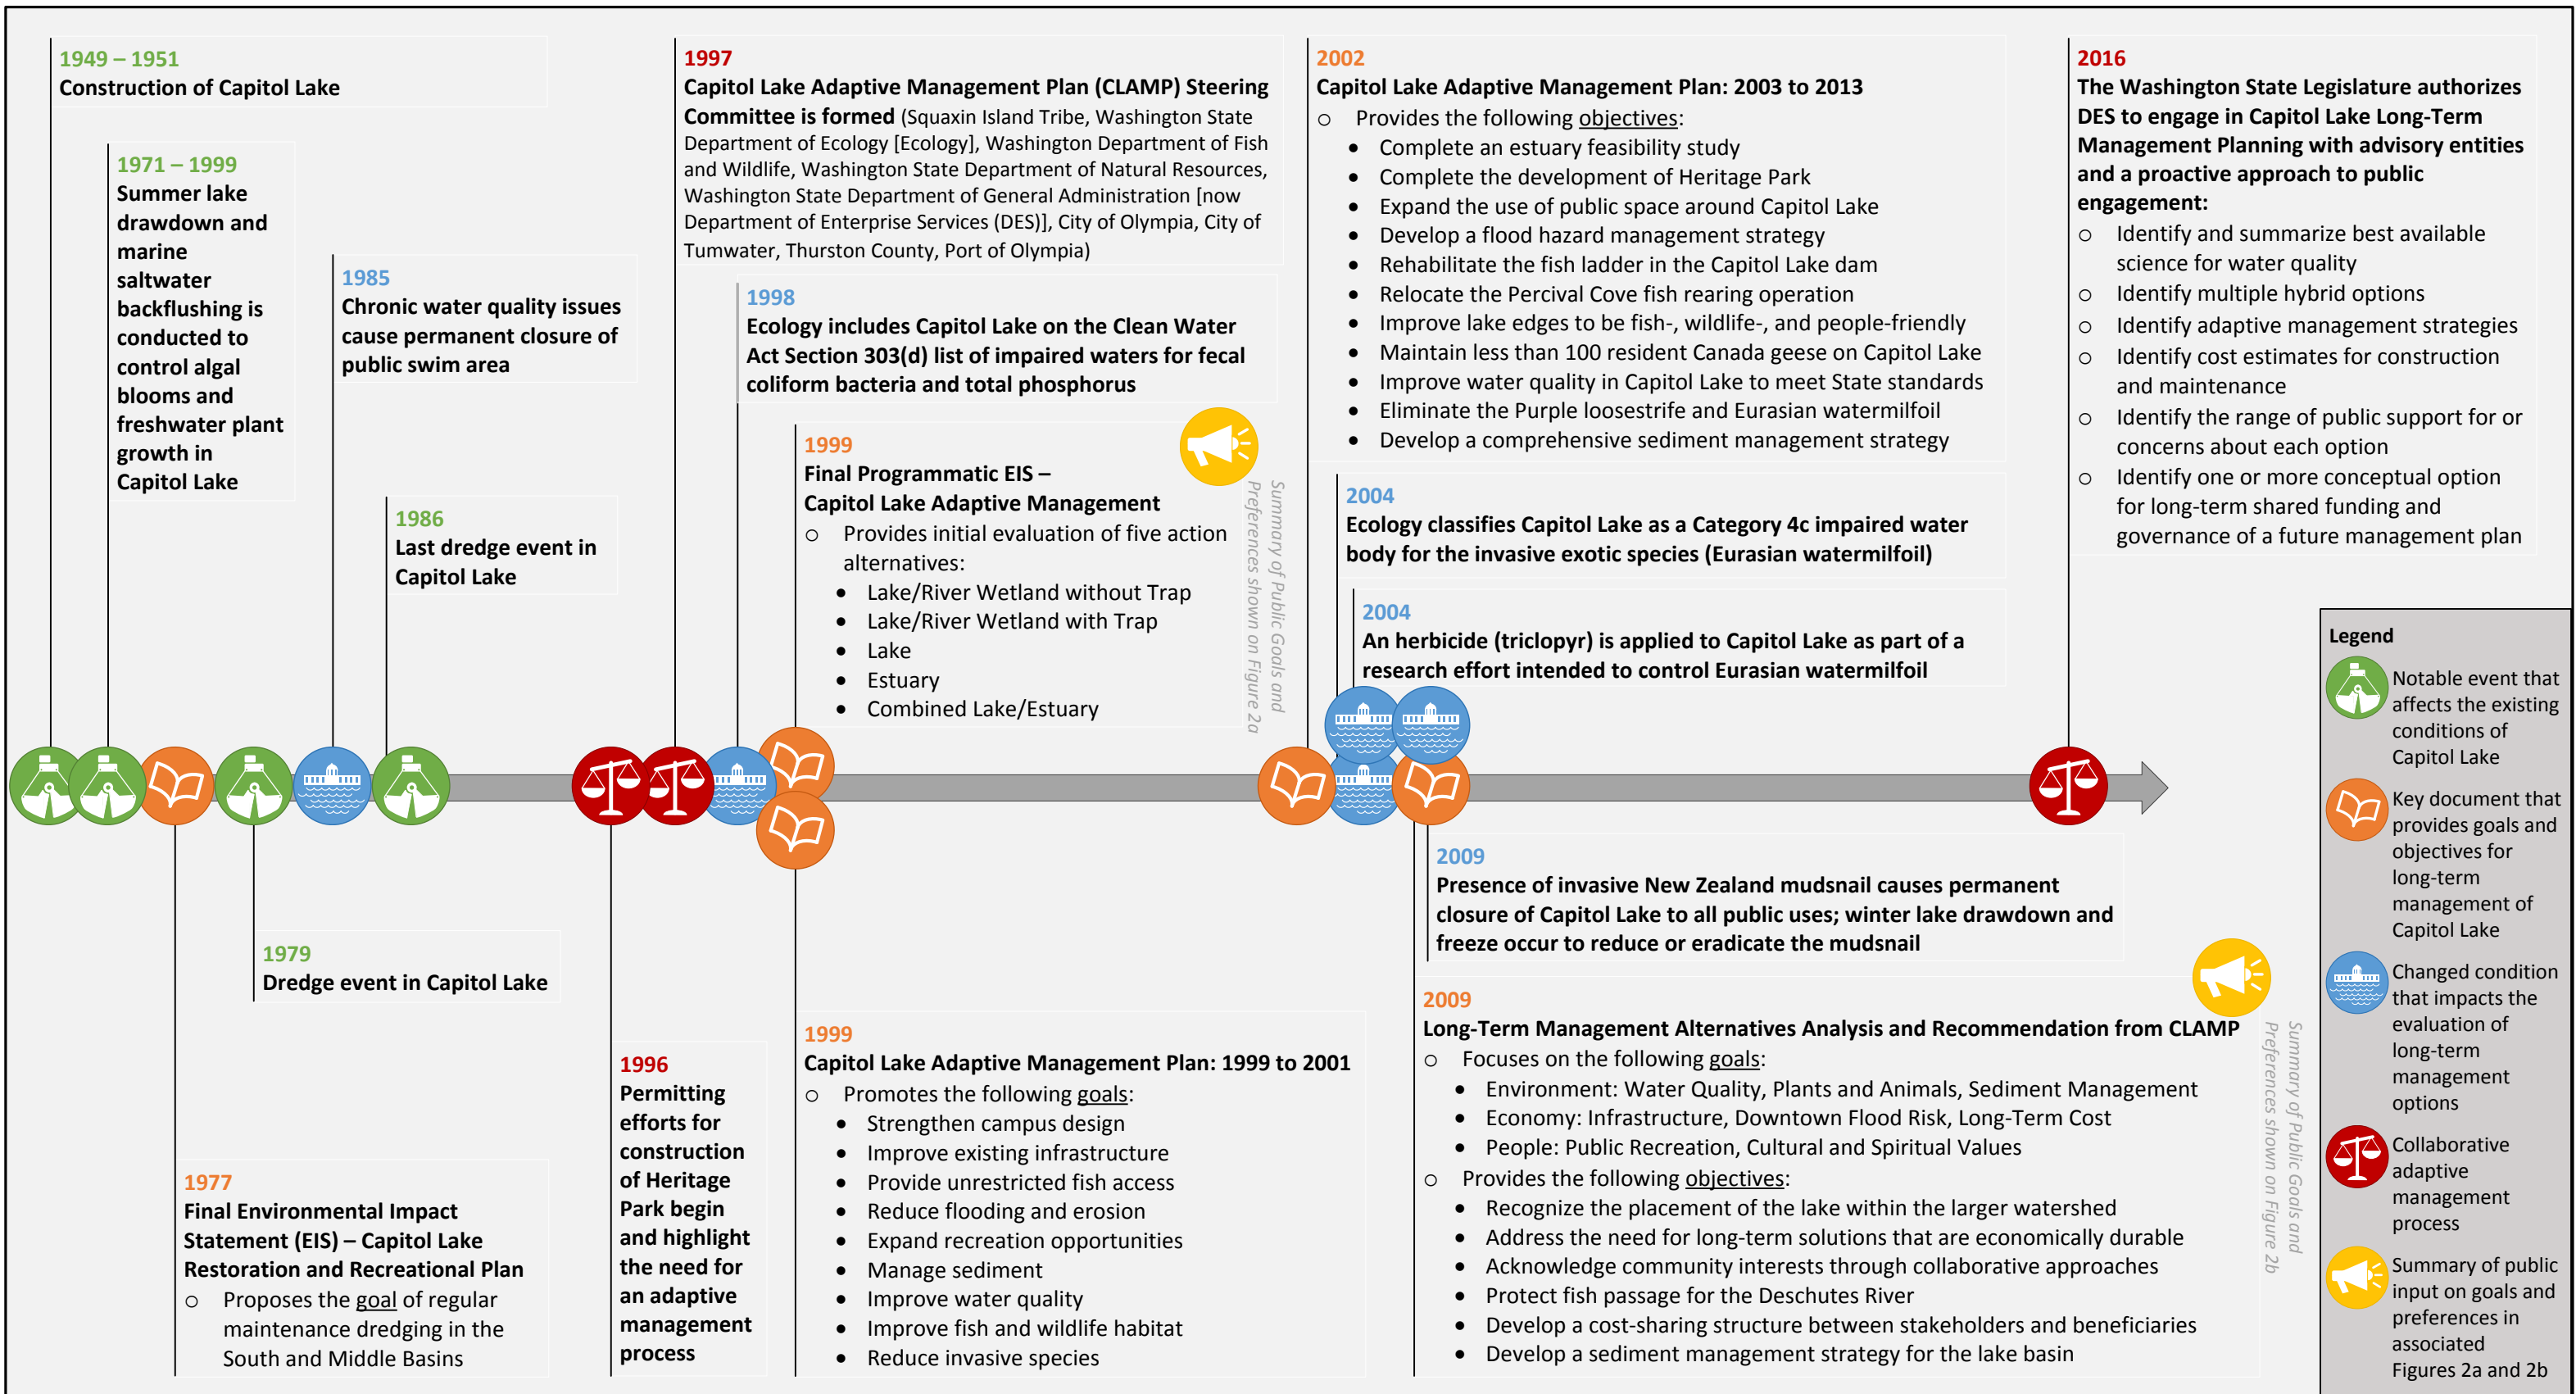 1949 – 1951
Construction of Capitol Lake
1971 – 1999
Summer lake
drawdown and
marine
saltwater
backflushing is
conducted to
control algal
blooms and
freshwater plant
growth in
Capitol Lake
1985
Chronic water quality issues
cause permanent closure of
public swim area
1986
Last dredge event in
Capitol Lake
1997
Capitol Lake Adaptive Management Plan (CLAMP) Steering
Committee is formed (Squaxin Island Tribe, Washington State
Department of Ecology [Ecology], Washington Department of Fish
and Wildlife, Washington State Department of Natural Resources,
Washington State Department of General Administration [now
Department of Enterprise Services (DES)], City of Olympia, City of
Tumwater, Thurston County, Port of Olympia)
1998
Ecology includes Capitol Lake on the Clean Water
Act Section 303(d) list of impaired waters for fecal
coliform bacteria and total phosphorus
1999
Final Programmatic EIS –
Capitol Lake Adaptive Management
o Provides initial evaluation of five action
alternatives:
• Lake/River Wetland without Trap
• Lake/River Wetland with Trap
• Lake
• Estuary
• Combined Lake/Estuary
Summary of Public Goals and
Preferences shown on Figure 2a
2002
Capitol Lake Adaptive Management Plan: 2003 to 2013
o Provides the following objectives:
• Complete an estuary feasibility study
• Complete the development of Heritage Park
• Expand the use of public space around Capitol Lake
• Develop a flood hazard management strategy
• Rehabilitate the fish ladder in the Capitol Lake dam
• Relocate the Percival Cove fish rearing operation
• Improve lake edges to be fish-, wildlife-, and people-friendly
• Maintain less than 100 resident Canada geese on Capitol Lake
• Improve water quality in Capitol Lake to meet State standards
• Eliminate the Purple loosestrife and Eurasian watermilfoil
• Develop a comprehensive sediment management strategy
2004
Ecology classifies Capitol Lake as a Category 4c impaired water
body for the invasive exotic species (Eurasian watermilfoil)
2004
An herbicide (triclopyr) is applied to Capitol Lake as part of a
research effort intended to control Eurasian watermilfoil
2016
The Washington State Legislature authorizes
DES to engage in Capitol Lake Long-Term
Management Planning with advisory entities
and a proactive approach to public
engagement:
o Identify and summarize best available
science for water quality
o Identify multiple hybrid options
o Identify adaptive management strategies
o Identify cost estimates for construction
and maintenance
o Identify the range of public support for or
concerns about each option
o Identify one or more conceptual option
for long-term shared funding and
governance of a future management plan
1977
Final Environmental Impact
Statement (EIS) – Capitol Lake
Restoration and Recreational Plan
o Proposes the goal of regular
maintenance dredging in the
South and Middle Basins
1979
Dredge event in Capitol Lake
1996
Permitting
efforts for
construction
of Heritage
Park begin
and highlight
the need for
an adaptive
management
process
1999
Capitol Lake Adaptive Management Plan: 1999 to 2001
o Promotes the following goals:
• Strengthen campus design
• Improve existing infrastructure
• Provide unrestricted fish access
• Reduce flooding and erosion
• Expand recreation opportunities
• Manage sediment
• Improve water quality
• Improve fish and wildlife habitat
• Reduce invasive species
2009
Presence of invasive New Zealand mudsnail causes permanent
closure of Capitol Lake to all public uses; winter lake drawdown and
freeze occur to reduce or eradicate the mudsnail
2009
Long-Term Management Alternatives Analysis and Recommendation from CLAMP
o Focuses on the following goals:
• Environment: Water Quality, Plants and Animals, Sediment Management
• Economy: Infrastructure, Downtown Flood Risk, Long-Term Cost
• People: Public Recreation, Cultural and Spiritual Values
o Provides the following objectives:
• Recognize the placement of the lake within the larger watershed
• Address the need for long-term solutions that are economically durable
• Acknowledge community interests through collaborative approaches
• Protect fish passage for the Deschutes River
• Develop a cost-sharing structure between stakeholders and beneficiaries
• Develop a sediment management strategy for the lake basin
Summary of Public Goals and
Preferences shown on Figure 2b
Legend
Notable event that
affects the existing
conditions of
Capitol Lake
Key document that
provides goals and
objectives for
long-term
management of
Capitol Lake
Changed condition
that impacts the
evaluation of
long-term
management
options
Collaborative
adaptive
management
process
Summary of public
input on goals and
preferences in
associated
Figures 2a and 2b